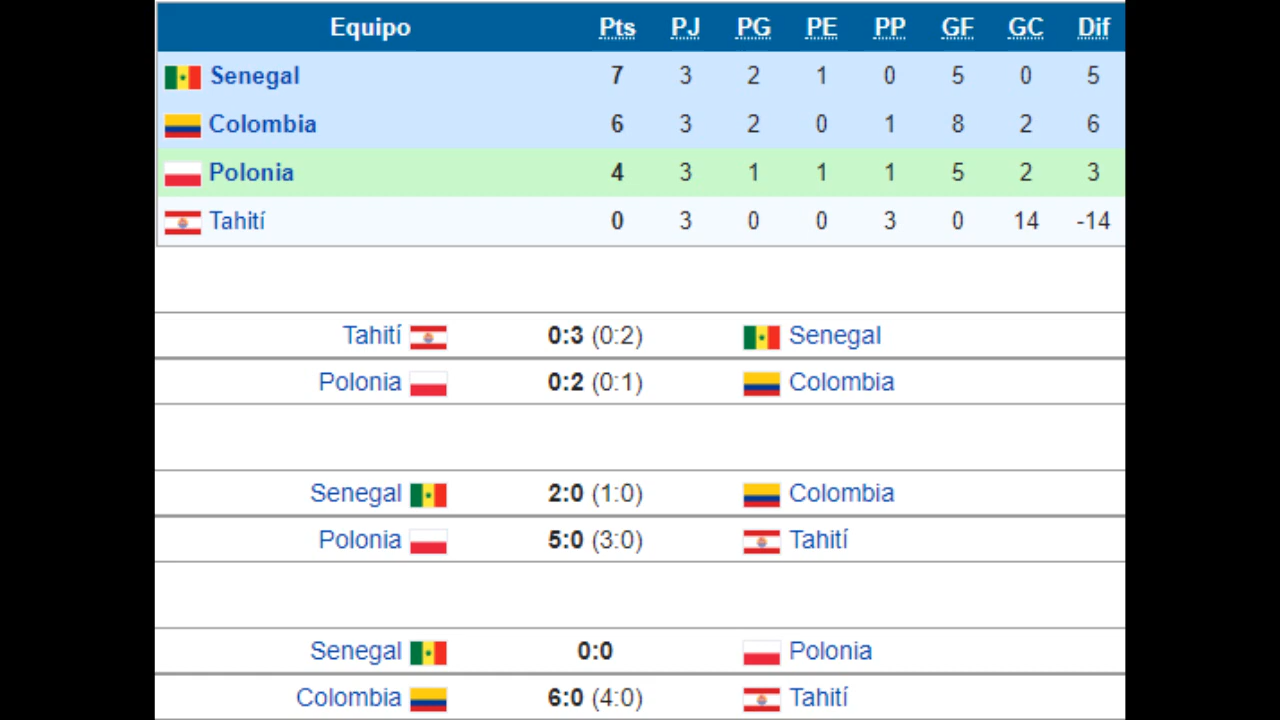 Equipo Pts PJ PG PE PP GF GC Dif
Senegal 7 3 2 1 0 5 0 5
Colombia 6 3 2 0 1 8 2 6
Polonia 4 3 1 1 1 5 2 3
Tahití 0 3 0 0 3 0 14 -14
Tahití 0:3 (0:2) Senegal
Polonia 0:2 (0:1) Colombia
Senegal 2:0 (1:0) Colombia
Polonia 5:0 (3:0) Tahití
Senegal 0:0 Polonia
Colombia 6:0 (4:0) Tahití